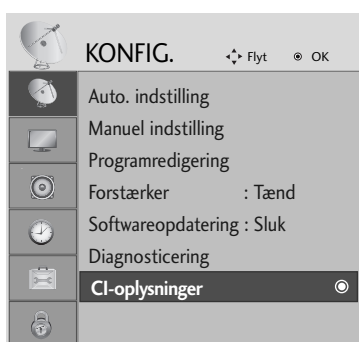 KONFIG. Flyt OK
Auto. indstilling
Manuel indstilling
Programredigering
Forstærker : Tænd
Softwareopdatering : Sluk
Diagnosticering
CI-oplysninger